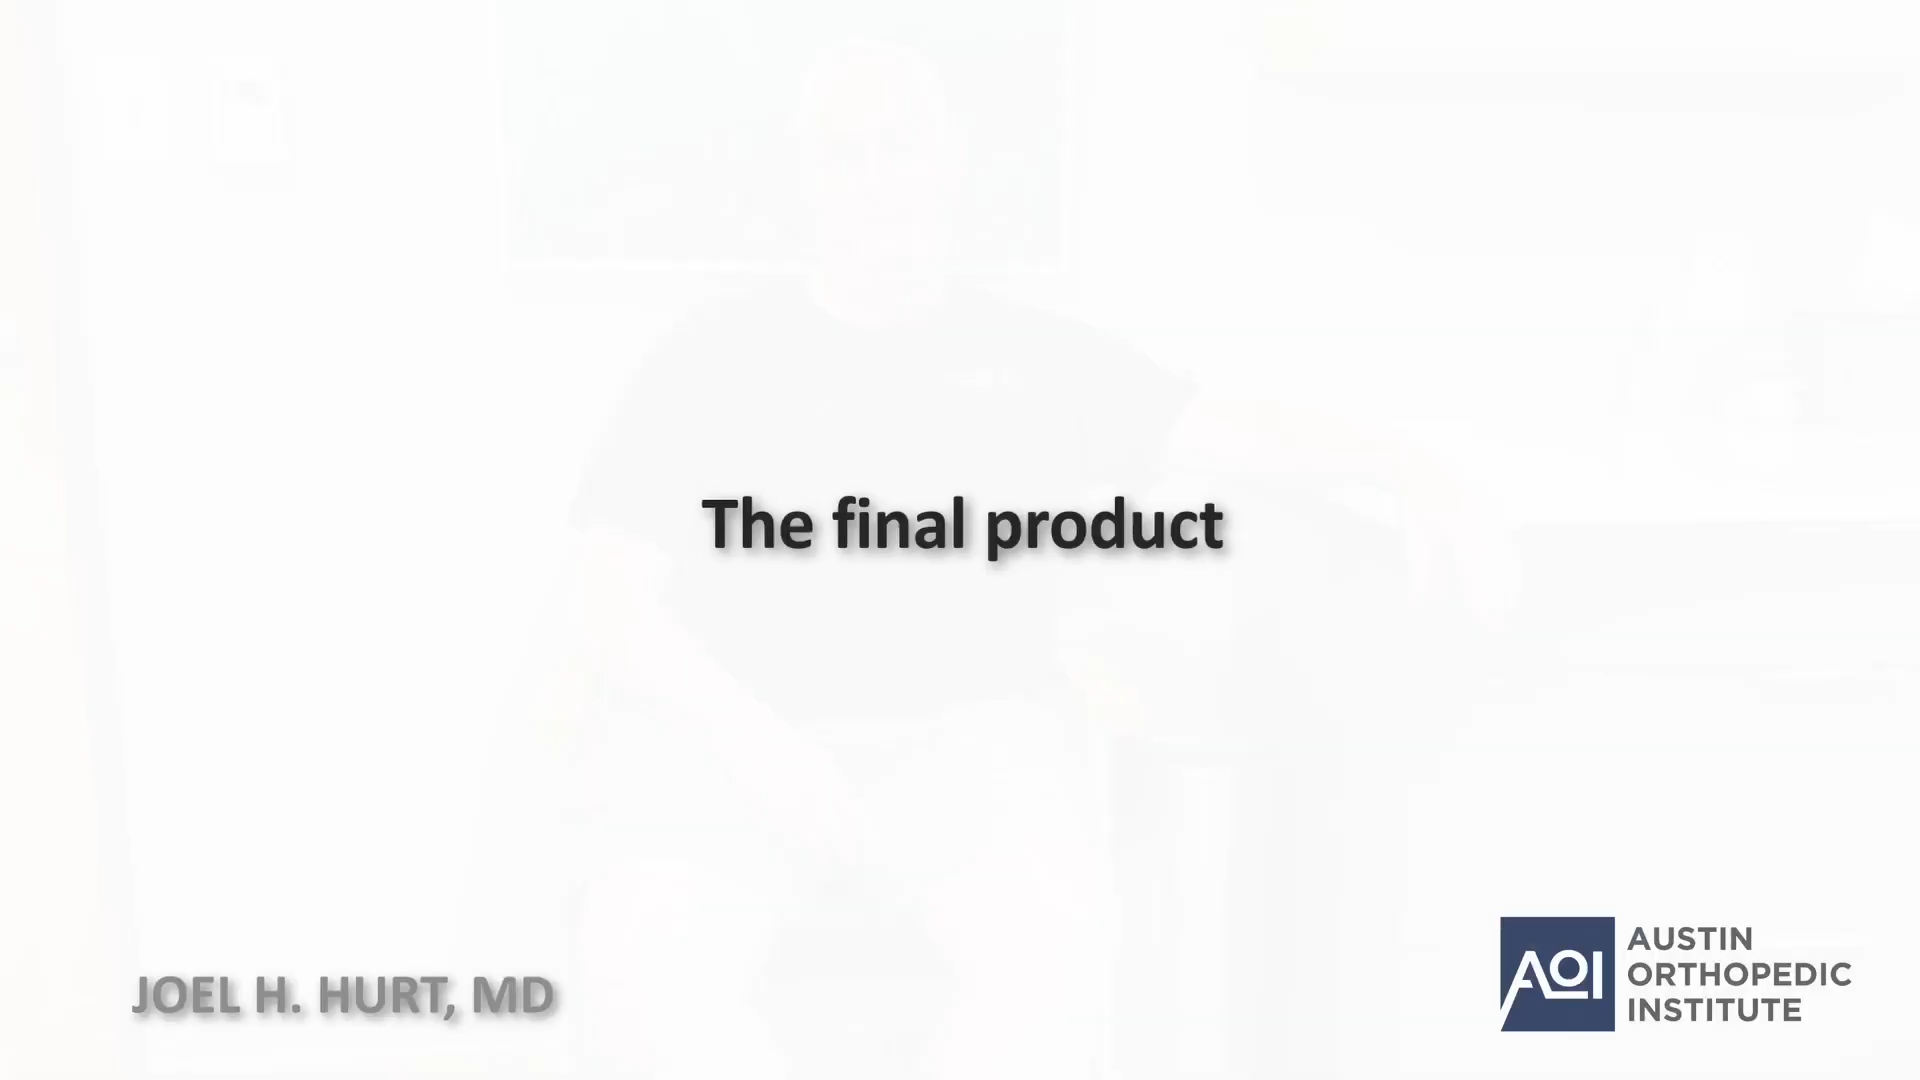 The final product
JOEL H. HURT, MD
AOI
AUSTIN
ORTHOPEDIC
INSTITUTE